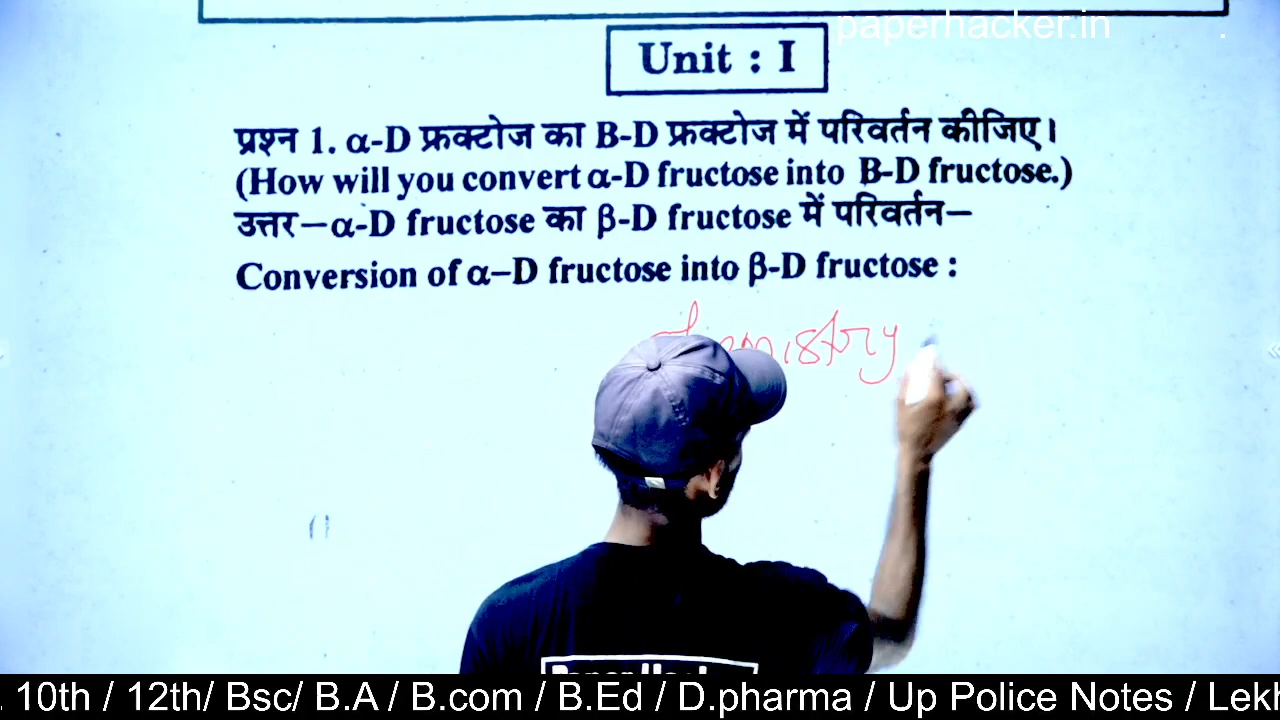 paperhacker.in .
Unit : I
प्रश्न 1. α-D फ्रक्टोज का B-D फ्रक्टोज में परिवर्तन कीजिए।
(How will you convert α-D fructose into B-D fructose.)
उत्तर–α-D fructose का β-D fructose में परिवर्तन–
Conversion of α–D fructose into β-D fructose :
10th / 12th/ Bsc/ B.A / B.com / B.Ed / D.pharma / Up Police Notes / Lekh